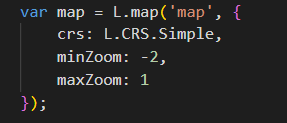 var map = L.map('map', {
    crs: L.CRS.Simple,
    minZoom: -2,
    maxZoom: 1
});